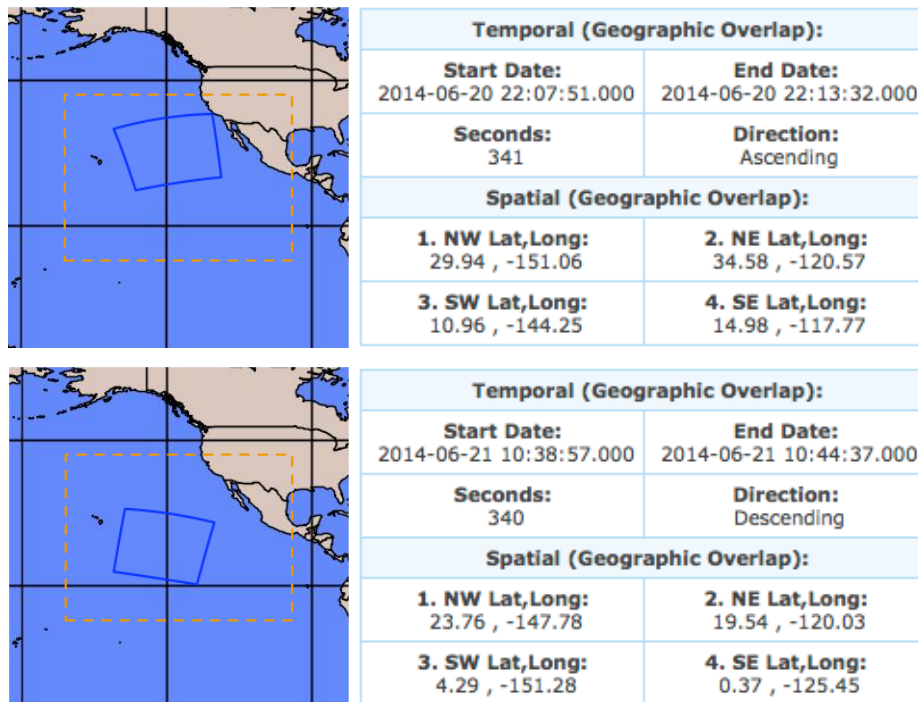 Temporal (Geographic Overlap):
Start Date: End Date:
2014-06-20 22:07:51.000 2014-06-20 22:13:32.000
Seconds: Direction:
341 Ascending
Spatial (Geographic Overlap):
1. NW Lat,Long: 2. NE Lat,Long:
29.94 , -151.06 34.58 , -120.57
3. SW Lat,Long: 4. SE Lat,Long:
10.96 , -144.25 14.98 , -117.77
Temporal (Geographic Overlap):
Start Date: End Date:
2014-06-21 10:38:57.000 2014-06-21 10:44:37.000
Seconds: Direction:
340 Descending
Spatial (Geographic Overlap):
1. NW Lat,Long: 2. NE Lat,Long:
23.76 , -147.78 19.54 , -120.03
3. SW Lat,Long: 4. SE Lat,Long:
4.29 , -151.28 0.37 , -125.45